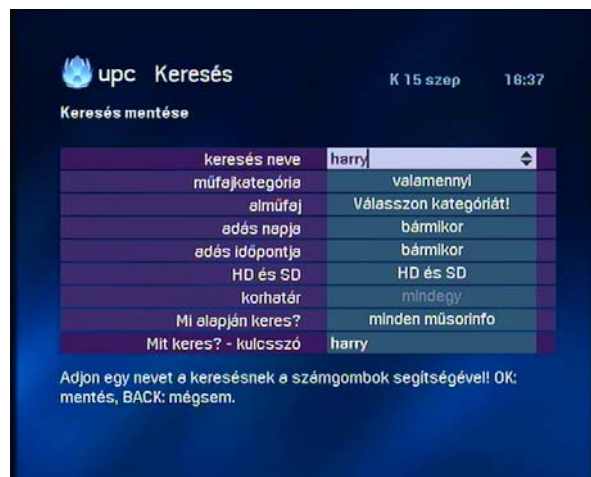 upc Keresés
K 15 szep 16:37
Keresés mentése
keresés neve harry
műfajkategória valamennyi
alműfaj Válasszon kategóriát!
adás napja bármikor
adás időpontja bármikor
HD és SD HD és SD
korhatár mindegy
Mi alapján keres? minden műsorinfo
Mit keres? - kulcsszó harry
Adjon egy nevet a keresésnek a számgombok segítségével! OK:
mentés, BACK: mégsem.